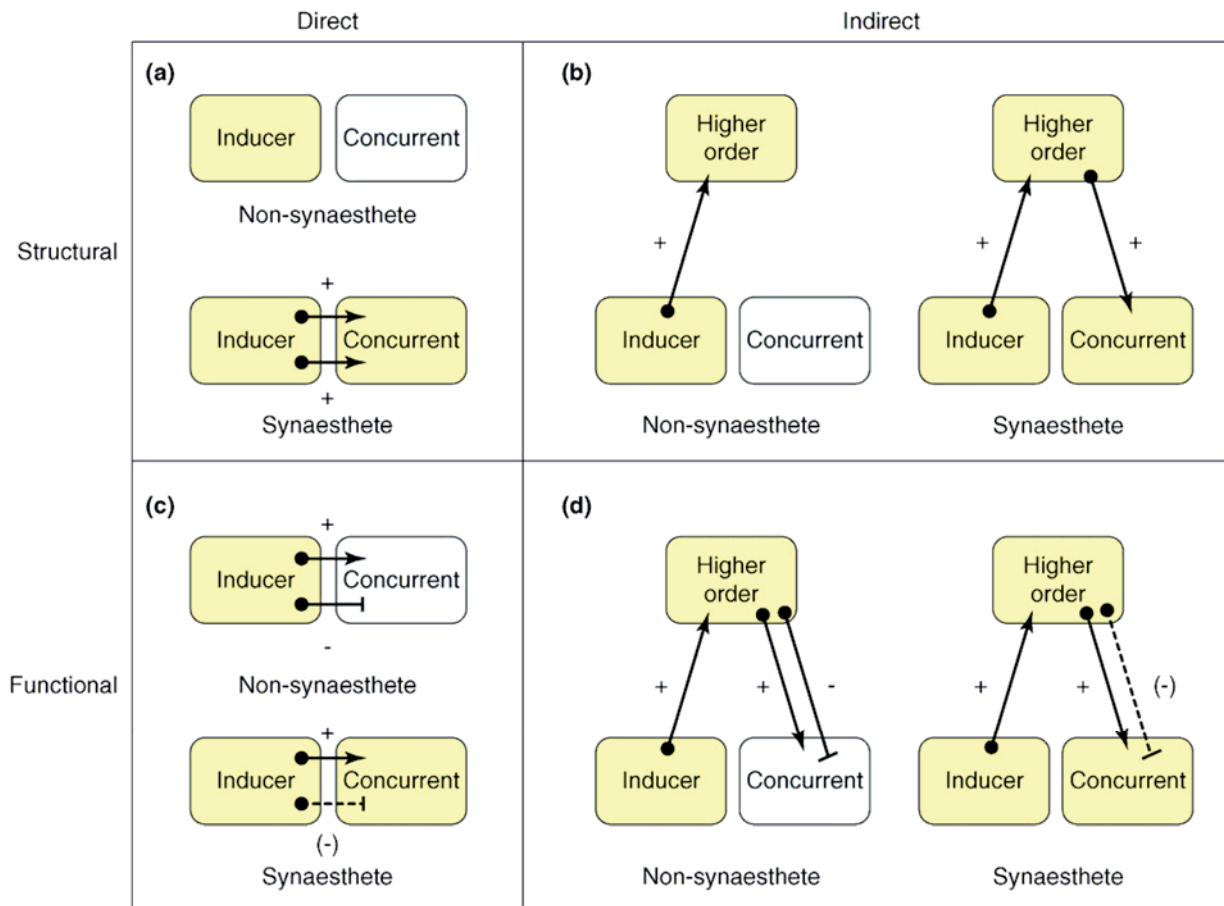 Direct
Indirect
Structural
(a)
Inducer
Concurrent
Non-synaesthete
+
Inducer
Concurrent
+
Synaesthete
(b)
Higher
order
+
Inducer
Concurrent
Non-synaesthete
Higher
order
+
+
Inducer
Concurrent
Synaesthete
Functional
(c)
+
Inducer
Concurrent
-
Non-synaesthete
+
Inducer
Concurrent
(-)
Synaesthete
(d)
Higher
order
+
+
-
Inducer
Concurrent
Non-synaesthete
Higher
order
+
+
(-)
Inducer
Concurrent
Synaesthete